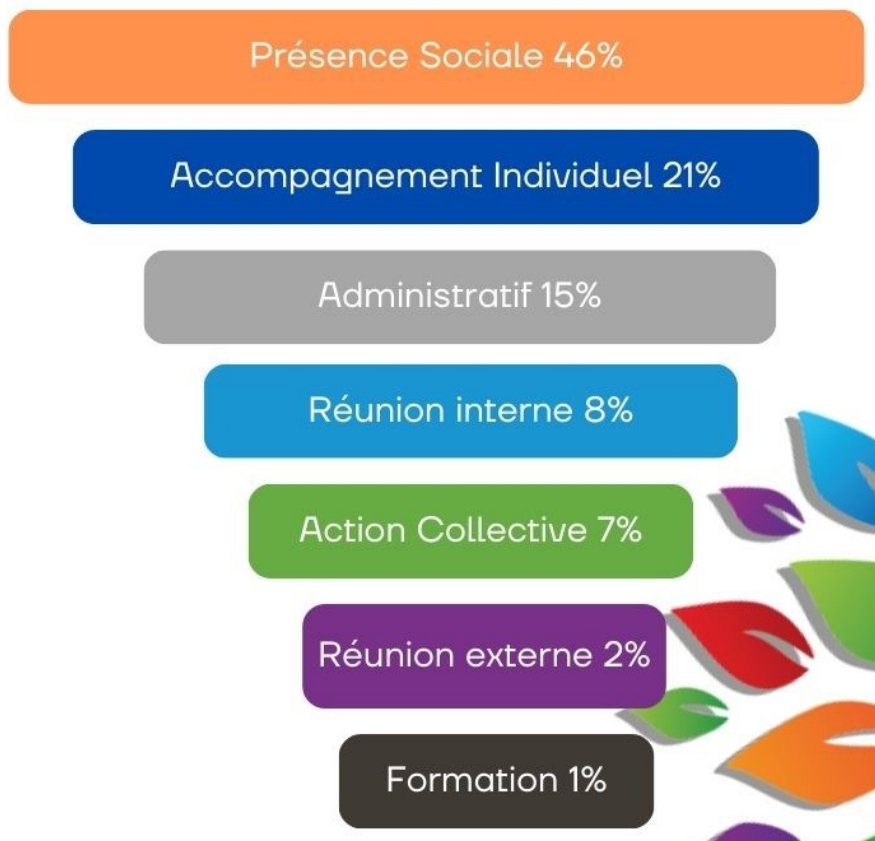 Présence Sociale 46%
Accompagnement Individuel 21%
Administratif 15%
Réunion interne 8%
Action Collective 7%
Réunion externe 2%
Formation 1%